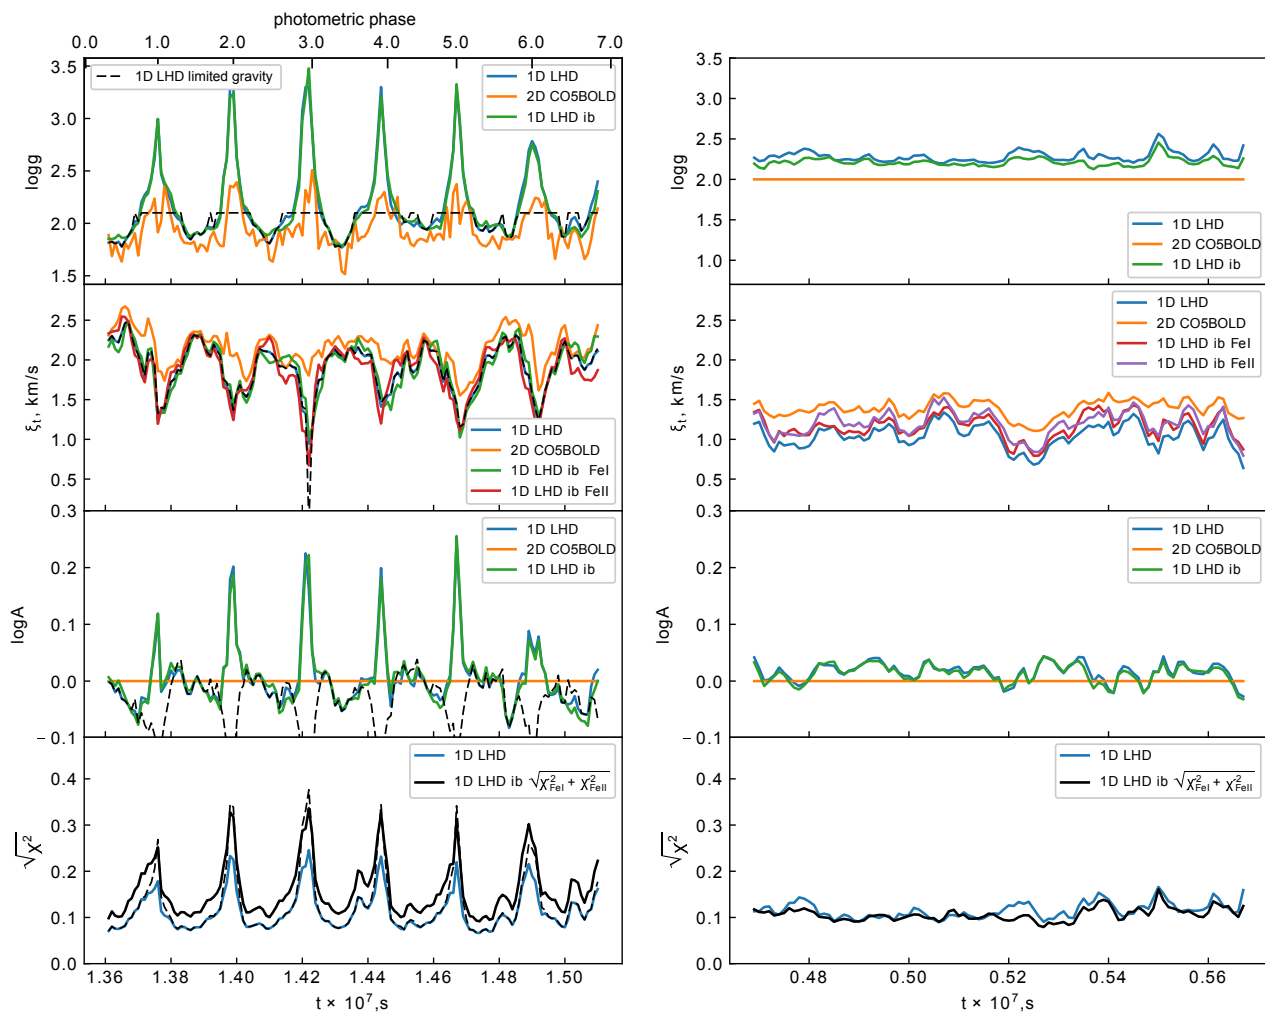 photometric phase
0.0 1.0 2.0 3.0 4.0 5.0 6.0 7.0
3.5
3.0
2.5
2.0
1.5
logg
1D LHD limited gravity
1D LHD
2D CO5BOLD
1D LHD ib
2.5
2.0
1.5
1.0
0.5
ξt, km/s
1D LHD
2D CO5BOLD
1D LHD ib FeI
1D LHD ib FeII
0.3
0.2
0.1
0.0
−0.1
logA
1D LHD
2D CO5BOLD
1D LHD ib
0.4
0.3
0.2
0.1
0.0
√χ²
1D LHD
1D LHD ib √χ²FeI + χ²FeII
1.36 1.38 1.40 1.42 1.44 1.46 1.48 1.50
t × 10⁷,s
3.5
3.0
2.5
2.0
1.5
1.0
logg
1D LHD
2D CO5BOLD
1D LHD ib
2.5
2.0
1.5
1.0
0.5
ξt, km/s
1D LHD
2D CO5BOLD
1D LHD ib FeI
1D LHD ib FeII
0.3
0.2
0.1
0.0
−0.1
logA
1D LHD
2D CO5BOLD
1D LHD ib
0.4
0.3
0.2
0.1
0.0
√χ²
1D LHD
1D LHD ib √χ²FeI + χ²FeII
0.48 0.50 0.52 0.54 0.56
t × 10⁷,s